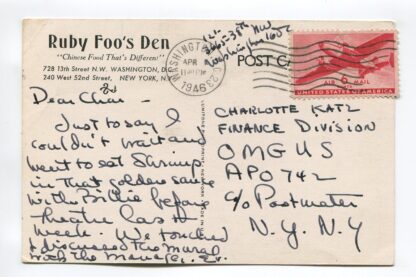 Ruby Foo's Den
"Chinese Food That's Different"
728 13th Street N.W. WASHINGTON, D.C.
240 West 52nd Street, NEW YORK, N.Y.
WASHINGTON, D.C. 23
APR
1946
POST CARD
6¢
AIR MAIL
UNITED STATES OF AMERICA
Dear Char -
Just to say I
couldn't wait and
went to eat Shrimp
in that golden sauce
with Billie before
theatre last
week. We touched
& discussed the mural
with the
CHARLOTTE KATZ
FINANCE DIVISION
OMGUS
APO 742
c/o Postmaster
N.Y. N.Y